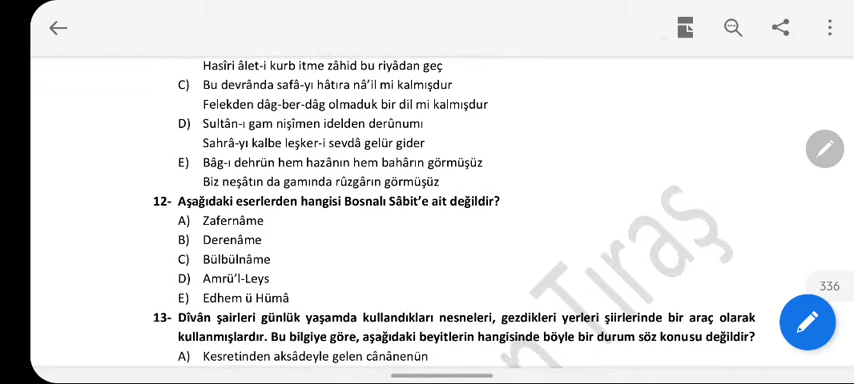 Hasîri âlet-i kurb itme zâhid bu riyâdan geç
C) Bu devrânda safâ-yı hâtıra nâ'il mi kalmışdur
Felekden dâg-ber-dâg olmaduk bir dil mi kalmışdur
D) Sultân-ı gam nişîmen idelden derûnumı
Sahrâ-yı kalbe leşker-i sevdâ gelür gider
E) Bâg-ı dehrün hem hazânın hem bahârın görmüşüz
Biz neşâtın da gamında rûzgârın görmüşüz
12- Aşağıdaki eserlerden hangisi Bosnalı Sâbit'e ait değildir?
A) Zafernâme
B) Derenâme
C) Bülbülnâme
D) Amrü'l-Leys
E) Edhem ü Hümâ
13- Dîvân şairleri günlük yaşamda kullandıkları nesneleri, gezdikleri yerleri şiirlerinde bir araç olarak
kullanmışlardır. Bu bilgiye göre, aşağıdaki beyitlerin hangisinde böyle bir durum söz konusu değildir?
A) Kesretinden aksâdeyle gelen cânânenün
n Tıraş
336